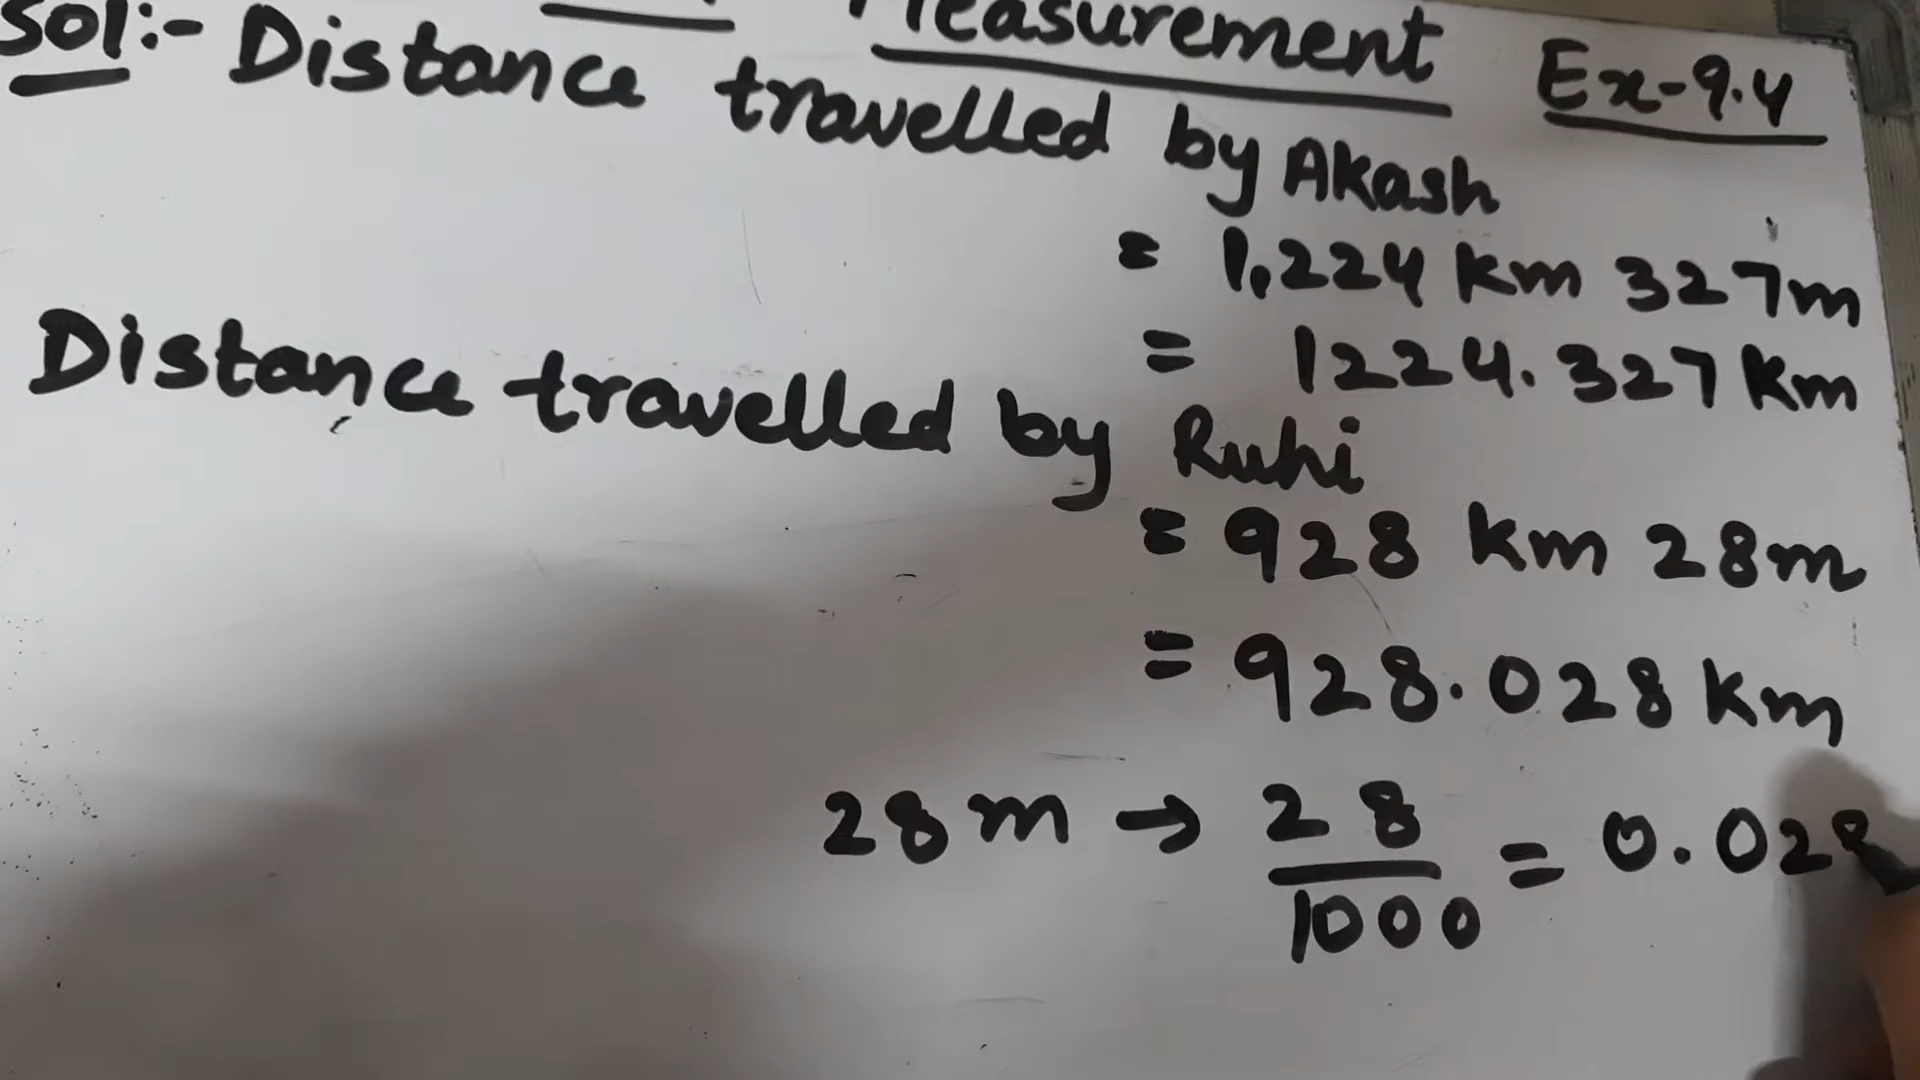 Measurement Ex-9.4
Sol:- Distance travelled by Akash
= 1,224 km 327m
= 1224.327 km
Distance travelled by Ruhi
= 928 km 28m
= 928.028 km
28m → 28/1000 = 0.028